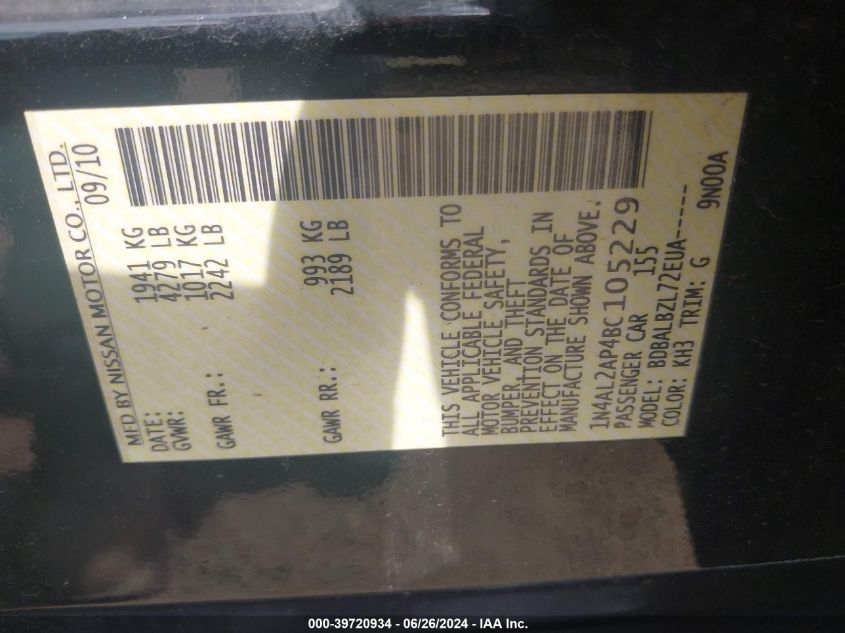 MFD BY NISSAN MOTOR CO., LTD.
DATE: 09/10
GVWR: 1941 KG
4279 LB
GAWR FR.: 1017 KG
2242 LB
GAWR RR.: 993 KG
2189 LB
THIS VEHICLE CONFORMS TO
ALL APPLICABLE FEDERAL
MOTOR VEHICLE SAFETY,
BUMPER, AND THEFT
PREVENTION STANDARDS IN
EFFECT ON THE DATE OF
MANUFACTURE SHOWN ABOVE.
1N4AL2AP4BC105229
PASSENGER CAR 155
MODEL: BDBALBZL72EUA-----
COLOR: KH3 TRIM: G 9N00A
000-39720934 - 06/26/2024 - IAA Inc.